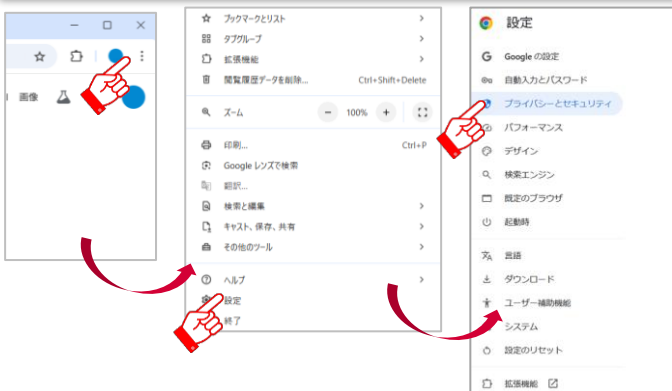 画像
ブックマークとリスト
タブグループ
拡張機能
閲覧履歴データを削除... Ctrl+Shift+Delete
ズーム - 100% +
印刷... Ctrl+P
Google レンズで検索
翻訳...
検索と編集
キャスト、保存、共有
その他のツール
ヘルプ
設定
終了
設定
Google の設定
自動入力とパスワード
プライバシーとセキュリティ
パフォーマンス
デザイン
検索エンジン
既定のブラウザ
起動時
言語
ダウンロード
ユーザー補助機能
システム
設定のリセット
拡張機能